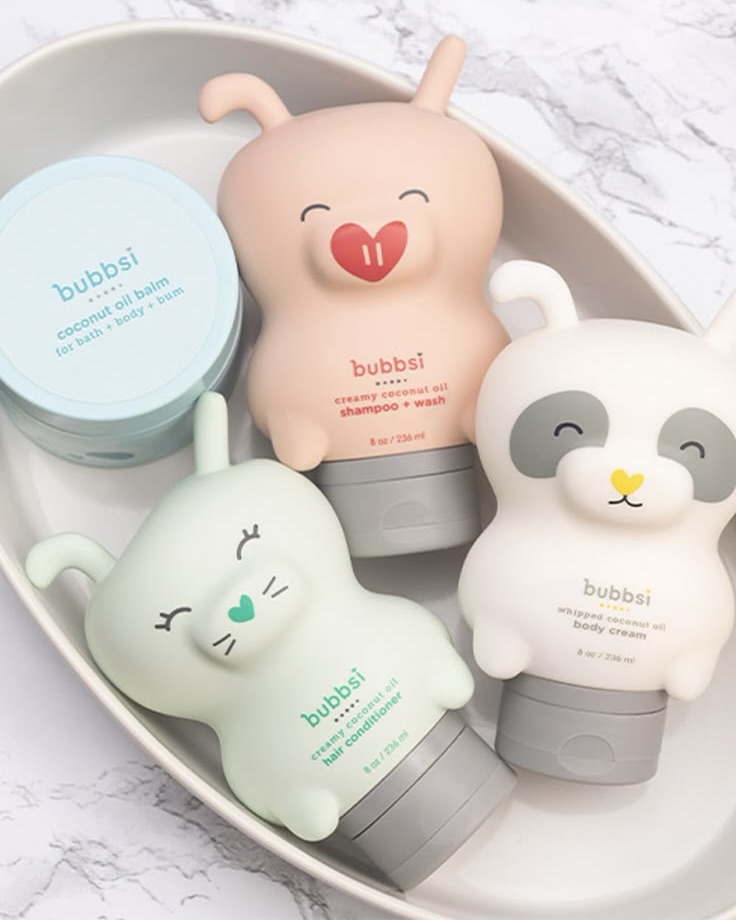 bubbsi
coconut oil balm
for bath + body + bum
bubbsi
creamy coconut oil
shampoo + wash
8 oz / 236 ml
bubbsi
whipped coconut oil
body cream
8 oz / 236 ml
bubbsi
creamy coconut oil
hair conditioner
8 oz / 236 ml